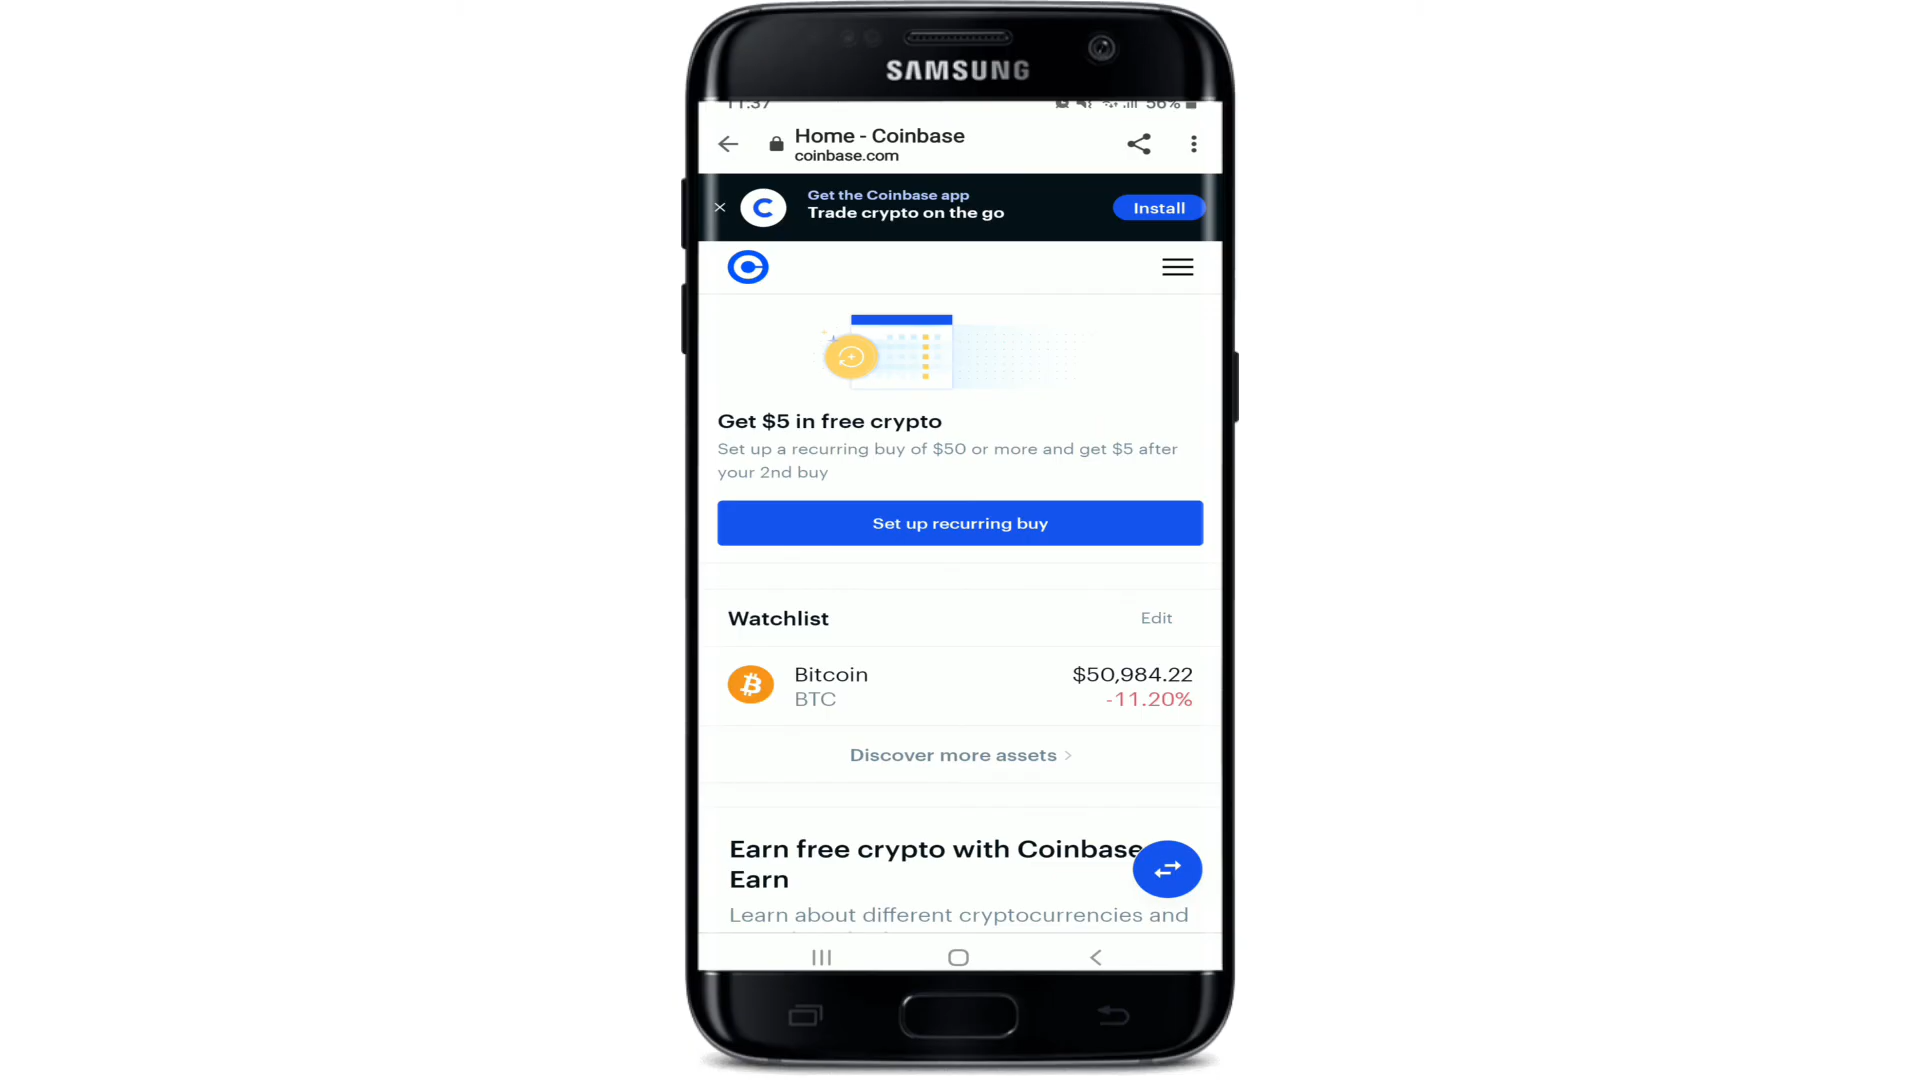 SAMSUNG
11:37
56%
Home - Coinbase
coinbase.com
Get the Coinbase app
Trade crypto on the go
Install
Get $5 in free crypto
Set up a recurring buy of $50 or more and get $5 after
your 2nd buy
Set up recurring buy
Watchlist
Edit
Bitcoin
$50,984.22
BTC
-11.20%
Discover more assets >
Earn free crypto with Coinbase
Earn
Learn about different cryptocurrencies and